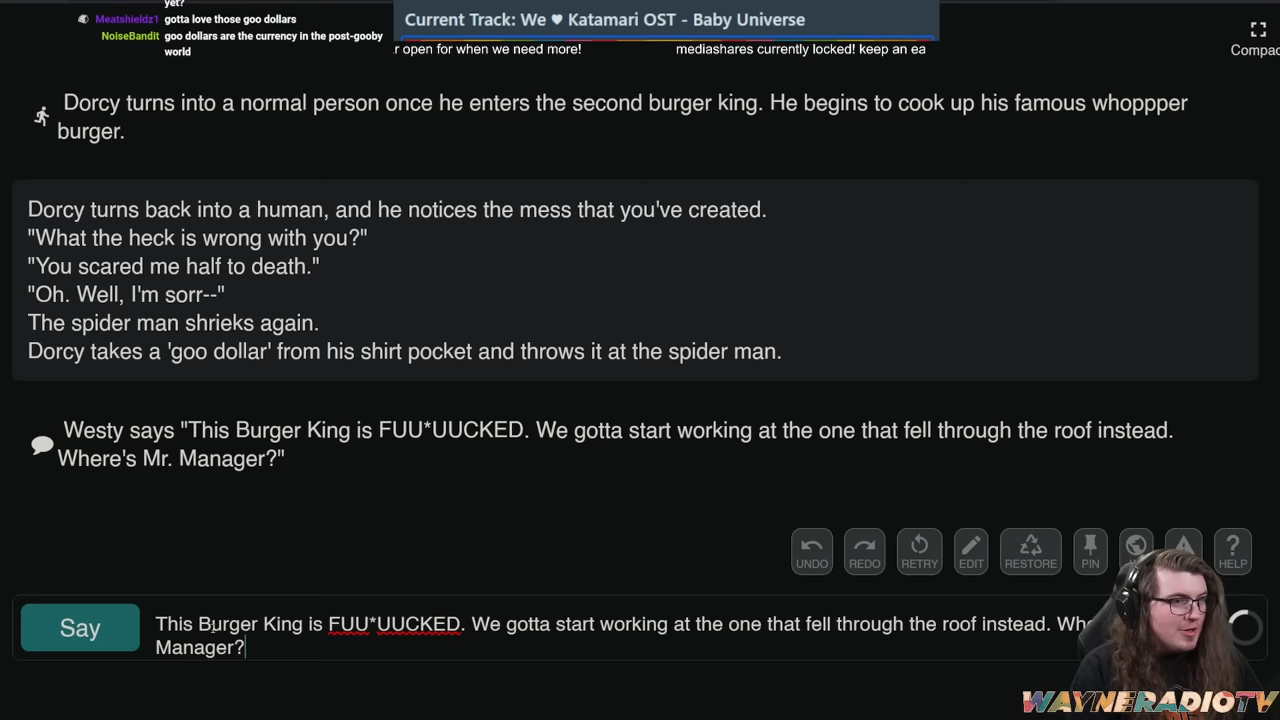 yet?
Meatshieldz1 gotta love those goo dollars
NoiseBandit goo dollars are the currency in the post-gooby
world
Current Track: We ♥ Katamari OST - Baby Universe
r open for when we need more! mediashares currently locked! keep an ea
Compac
Dorcy turns into a normal person once he enters the second burger king. He begins to cook up his famous whoppper
burger.
Dorcy turns back into a human, and he notices the mess that you've created.
"What the heck is wrong with you?"
"You scared me half to death."
"Oh. Well, I'm sorr--"
The spider man shrieks again.
Dorcy takes a 'goo dollar' from his shirt pocket and throws it at the spider man.
Westy says "This Burger King is FUU*UUCKED. We gotta start working at the one that fell through the roof instead.
Where's Mr. Manager?"
UNDO REDO RETRY EDIT RESTORE PIN HELP
Say
This Burger King is FUU*UUCKED. We gotta start working at the one that fell through the roof instead.
Manager?
WAYNERADIOTV